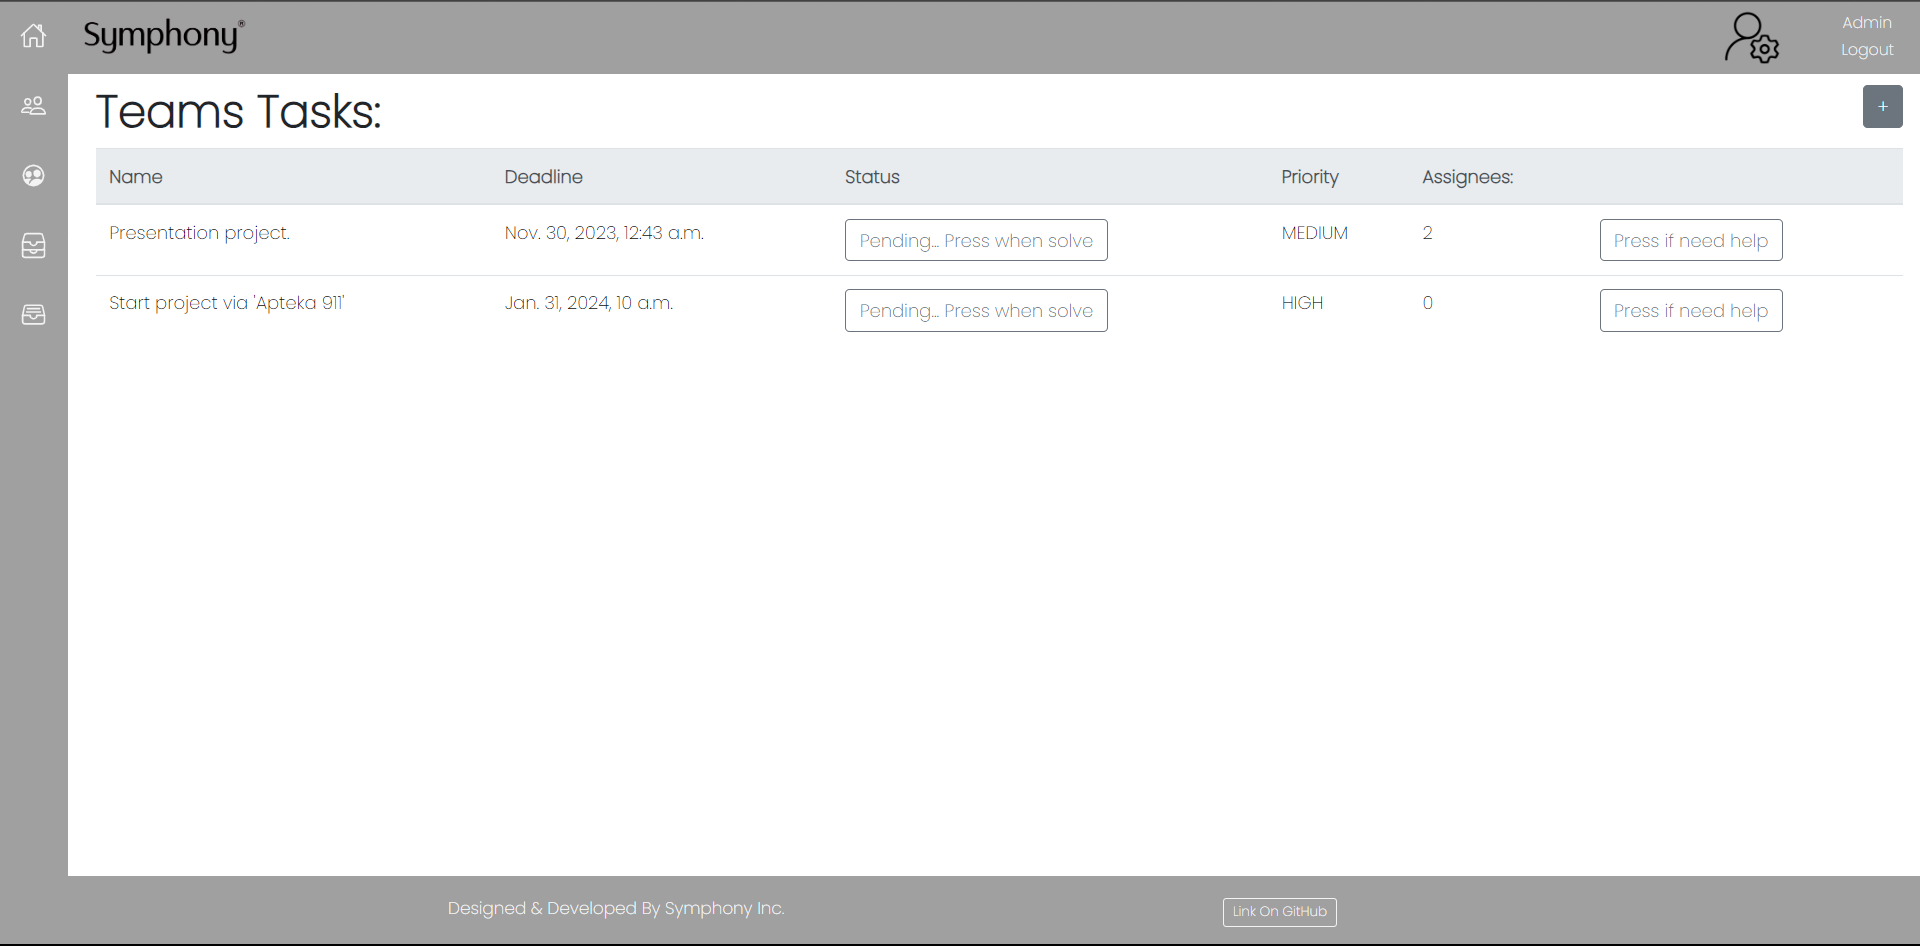 Symphony®
Admin
Logout
Teams Tasks:
+
Name Deadline Status Priority Assignees:
Presentation project. Nov. 30, 2023, 12:43 a.m. Pending... Press when solve MEDIUM 2 Press if need help
Start project via 'Apteka 911' Jan. 31, 2024, 10 a.m. Pending... Press when solve HIGH 0 Press if need help
Designed & Developed By Symphony Inc. Link On GitHub